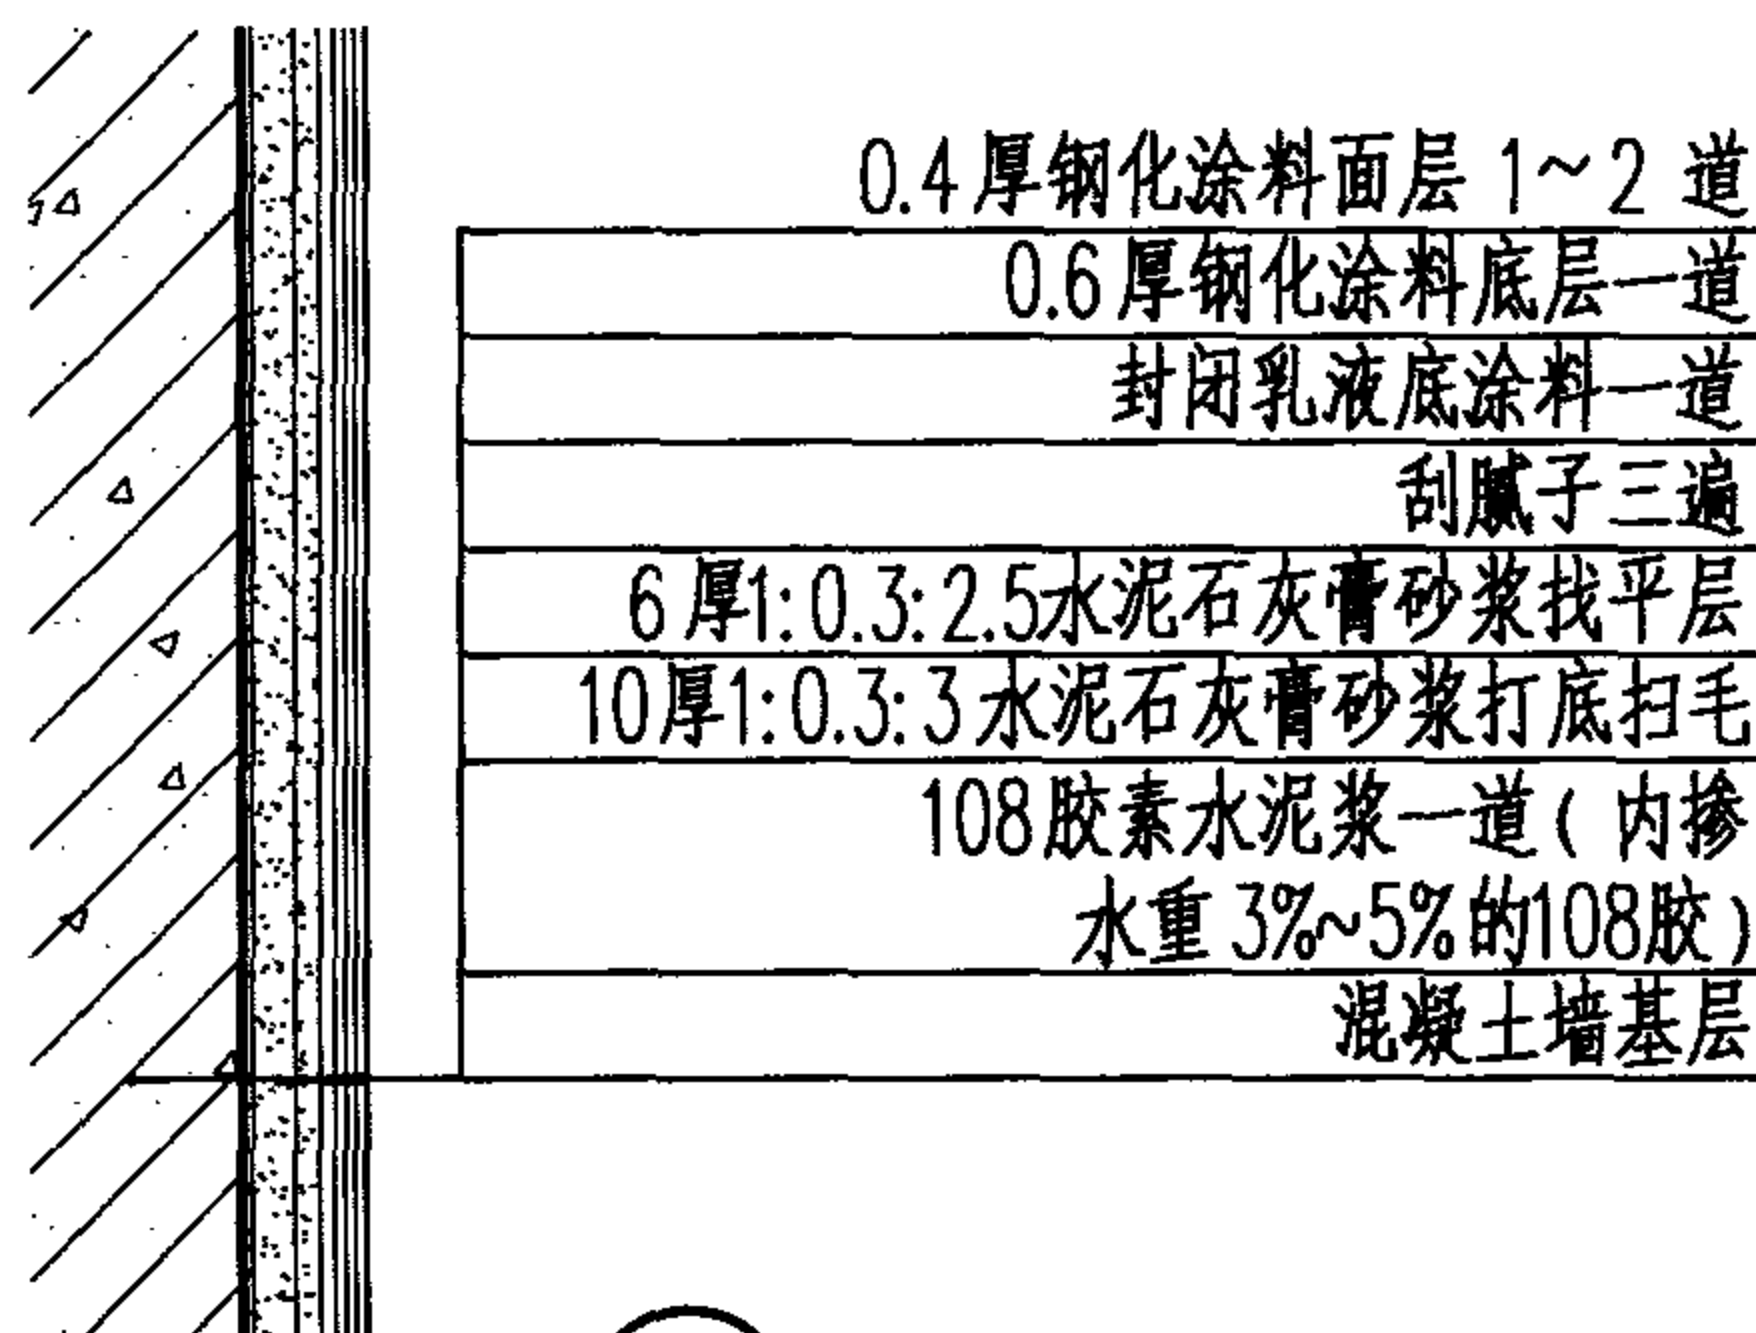 0.4厚钢化涂料面层 1~2 道
0.6厚钢化涂料底层一道
封闭乳液底涂料一道
刮腻子三遍
6厚1:0.3:2.5水泥石灰膏砂浆找平层
10厚1:0.3:3水泥石灰膏砂浆打底扫毛
108胶素水泥浆一道(内掺
水重3%~5%的108胶)
混凝土墙基层